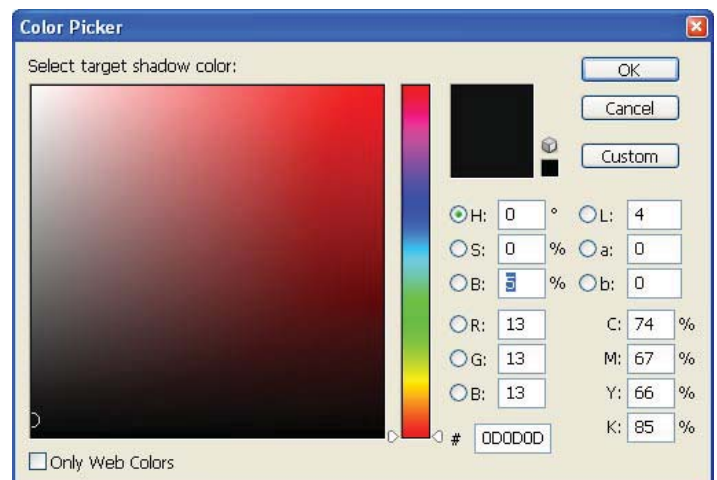 Color Picker
Select target shadow color:
OK
Cancel
Custom
H: 0 ° L: 4
S: 0 % a: 0
B: 5 % b: 0
R: 13 C: 74 %
G: 13 M: 67 %
B: 13 Y: 66 %
# 0D0D0D K: 85 %
Only Web Colors